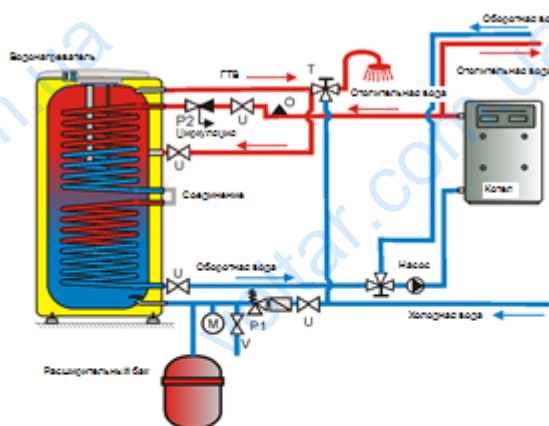 Оборотная во
Водонагреватель
ГТВ
T
Отопительная вода
Отопительная вода
P2
U
O
Циркуляция
U
Котел
Соединение
U
Оборотная вода
Насос
M
P1
U
Холодная вода
V
Расширительный бак